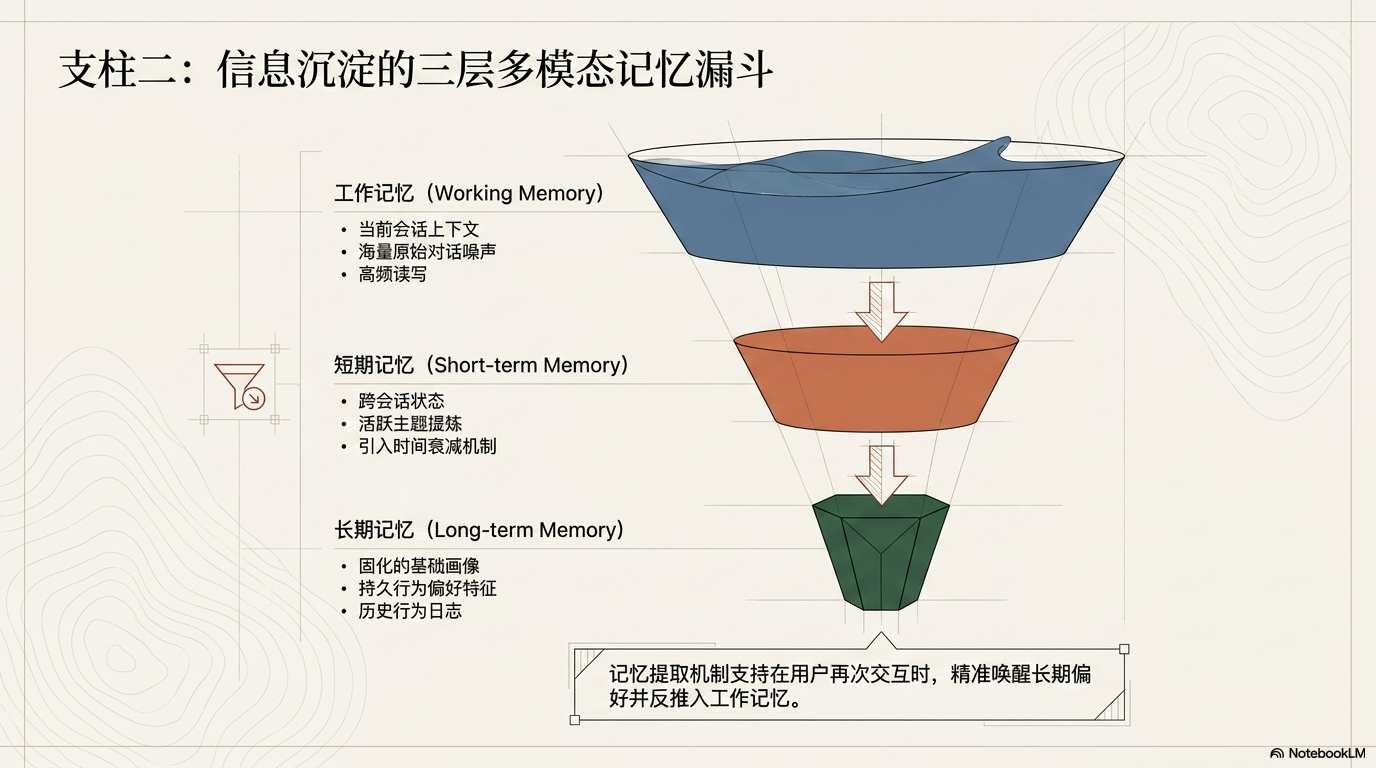 支柱二：信息沉淀的三层多模态记忆漏斗
工作记忆（Working Memory）
• 当前会话上下文
• 海量原始对话噪声
• 高频读写
短期记忆（Short-term Memory）
• 跨会话状态
• 活跃主题提炼
• 引入时间衰减机制
长期记忆（Long-term Memory）
• 固化的基础画像
• 持久行为偏好特征
• 历史行为日志
记忆提取机制支持在用户再次交互时，精准唤醒长期偏
好并反推入工作记忆。
NotebookLM